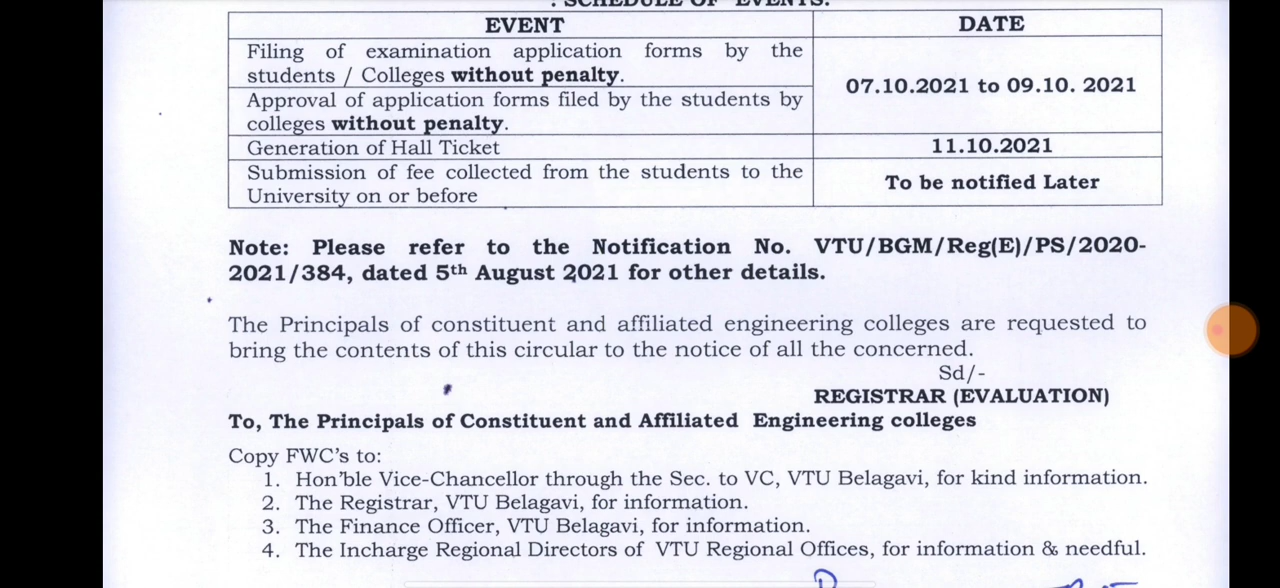 : SCHEDULE OF EVENTS:
EVENT
DATE
Filing of examination application forms by the
students / Colleges without penalty.
07.10.2021 to 09.10. 2021
Approval of application forms filed by the students by
colleges without penalty.
Generation of Hall Ticket
11.10.2021
Submission of fee collected from the students to the
University on or before
To be notified Later
Note: Please refer to the Notification No. VTU/BGM/Reg(E)/PS/2020-
2021/384, dated 5th August 2021 for other details.
The Principals of constituent and affiliated engineering colleges are requested to
bring the contents of this circular to the notice of all the concerned.
Sd/-
REGISTRAR (EVALUATION)
To, The Principals of Constituent and Affiliated Engineering colleges
Copy FWC’s to:
1. Hon’ble Vice-Chancellor through the Sec. to VC, VTU Belagavi, for kind information.
2. The Registrar, VTU Belagavi, for information.
3. The Finance Officer, VTU Belagavi, for information.
4. The Incharge Regional Directors of VTU Regional Offices, for information & needful.